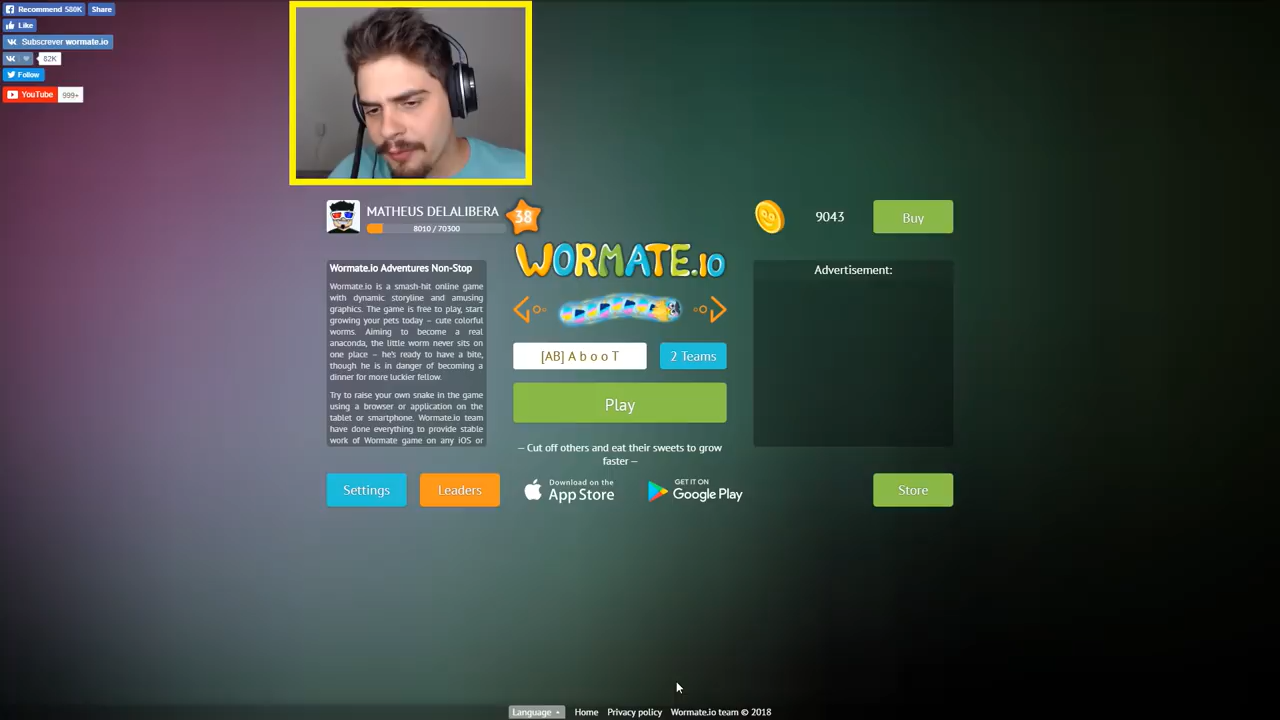 Recommend 580K Share
Like
Subscrever wormate.io
82K
Follow
YouTube 999+
MATHEUS DELALIBERA 38
8010 / 70300
9043 Buy
WORMATE.IO
Wormate.io Adventures Non-Stop
Wormate.io is a smash-hit online game
with dynamic storyline and amusing
graphics. The game is free to play, start
growing your pets today – cute colorful
worms. Aiming to become a real
anaconda, the little worm never sits on
one place – he's ready to have a bite,
though he is in danger of becoming a
dinner for more luckier fellow.
Try to raise your own snake in the game
using a browser or application on the
tablet or smartphone. Wormate.io team
have done everything to provide stable
work of Wormate game on any iOS or
[AB] A b o o T 2 Teams
Play
— Cut off others and eat their sweets to grow
faster —
Advertisement:
Settings Leaders
Download on the
App Store
GET IT ON
Google Play
Store
Language Home Privacy policy Wormate.io team © 2018